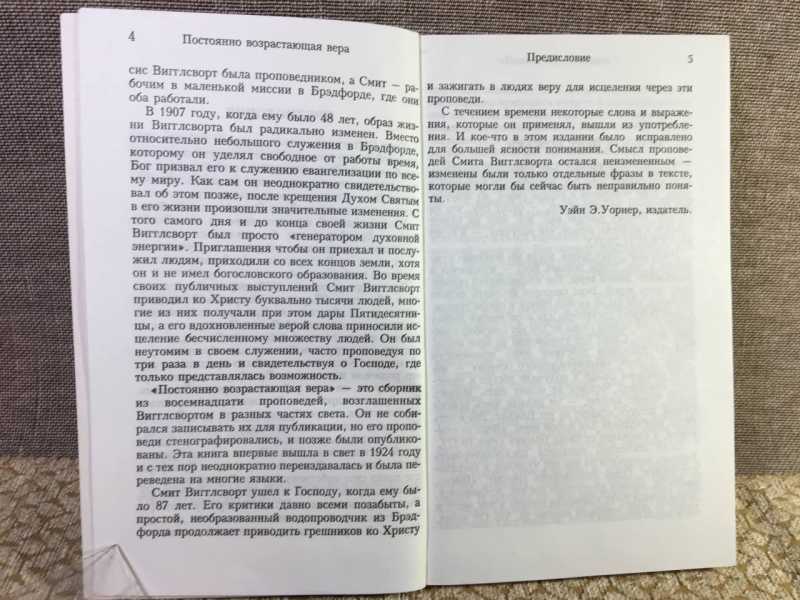 4 Постоянно возрастающая вера
сис Вигглсворт была проповедником, а Смит — ра-
бочим в маленькой миссии в Брэдфорде, где они
оба работали.
В 1907 году, когда ему было 48 лет, образ жиз-
ни Вигглсворта был радикально изменен. Вместо
относительно небольшого служения в Брэдфорде,
которому он уделял свободное от работы время,
Бог призвал его к служению евангелизации по все-
му миру. Как сам он неоднократно свидетельство-
вал об этом позже, после крещения Духом Святым
в его жизни произошли значительные изменения. С
того самого дня и до конца своей жизни Смит
Вигглсворт был просто «генератором духовной
энергии». Приглашения чтобы он приехал и послу-
жил людям, приходили со всех концов земли, хотя
он и не имел богословского образования. Во время
своих публичных выступлений Смит Вигглсворт
приводил ко Христу буквально тысячи людей, мно-
гие из них получали при этом дары Пятидесятни-
цы, а его вдохновленные верой слова приносили ис-
целение бесчисленному множеству людей. Он был
неутомим в своем служении, часто проповедуя по
три раза в день и свидетельствуя о Господе, где
только представлялась возможность.
«Постоянно возрастающая вера» — это сборник
из восемнадцати проповедей, возглашенных
Вигглсвортом в разных частях света. Он не соби-
рался записывать их для публикации, но его пропо-
веди стенографировались, и позже были опублико-
ваны. Эта книга впервые вышла в свет в 1924 году
и с тех пор неоднократно переиздавалась и была пе-
реведена на многие языки.
Смит Вигглсворт ушел к Господу, когда ему бы-
ло 87 лет. Его критики давно всеми позабыты, а
простой, необразованный водопроводчик из Брэд-
форда продолжает приводить грешников ко Христу
Предисловие 5
и зажигать в людях веру для исцеления через эти
проповеди.
С течением времени некоторые слова и выраже-
ния, которые он применял, вышли из употребле-
ния. И кое-что в этом издании было исправлено
для большей ясности понимания. Смысл пропове-
дей Смита Вигглсворта остался неизмененным —
изменены были только отдельные фразы в тексте,
которые могли бы сейчас быть неправильно поня-
ты.
Уэйн Э.Уорнер, издатель.